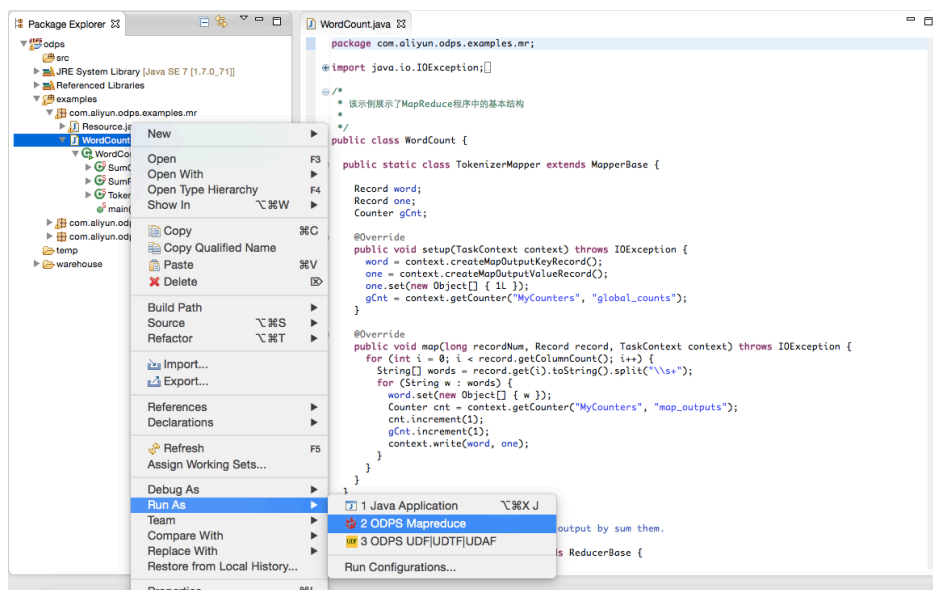 Package Explorer
odps
src
JRE System Library [Java SE 7 [1.7.0_71]]
Referenced Libraries
examples
com.aliyun.odps.examples.mr
Resource.ja
WordCount
WordCou
SumC
SumR
Token
main(
com.aliyun.odp
com.aliyun.odp
temp
warehouse
New
Open F3
Open With
Open Type Hierarchy F4
Show In ⌥⌘W
Copy ⌘C
Copy Qualified Name
Paste ⌘V
Delete ⌦
Build Path
Source ⌥⌘S
Refactor ⌥⌘T
Import...
Export...
References
Declarations
Refresh F5
Assign Working Sets...
Debug As
Run As
Team
Compare With
Replace With
Restore from Local History...
Properties ⌘I
1 Java Application ⌥⌘X J
2 ODPS Mapreduce
UDF 3 ODPS UDF|UDTF|UDAF
Run Configurations...
WordCount.java
package com.aliyun.odps.examples.mr;
import java.io.IOException;
/*
* 该示例展示了MapReduce程序中的基本结构
*
*/
public class WordCount {
public static class TokenizerMapper extends MapperBase {
Record word;
Record one;
Counter gCnt;
@Override
public void setup(TaskContext context) throws IOException {
word = context.createMapOutputKeyRecord();
one = context.createMapOutputValueRecord();
one.set(new Object[] { 1L });
gCnt = context.getCounter("MyCounters", "global_counts");
}
@Override
public void map(long recordNum, Record record, TaskContext context) throws IOException {
for (int i = 0; i < record.getColumnCount(); i++) {
String[] words = record.get(i).toString().split("\\s+");
for (String w : words) {
word.set(new Object[] { w });
Counter cnt = context.getCounter("MyCounters", "map_outputs");
cnt.increment(1);
gCnt.increment(1);
context.write(word, one);
}
}
}
}
output by sum them.
s ReducerBase {